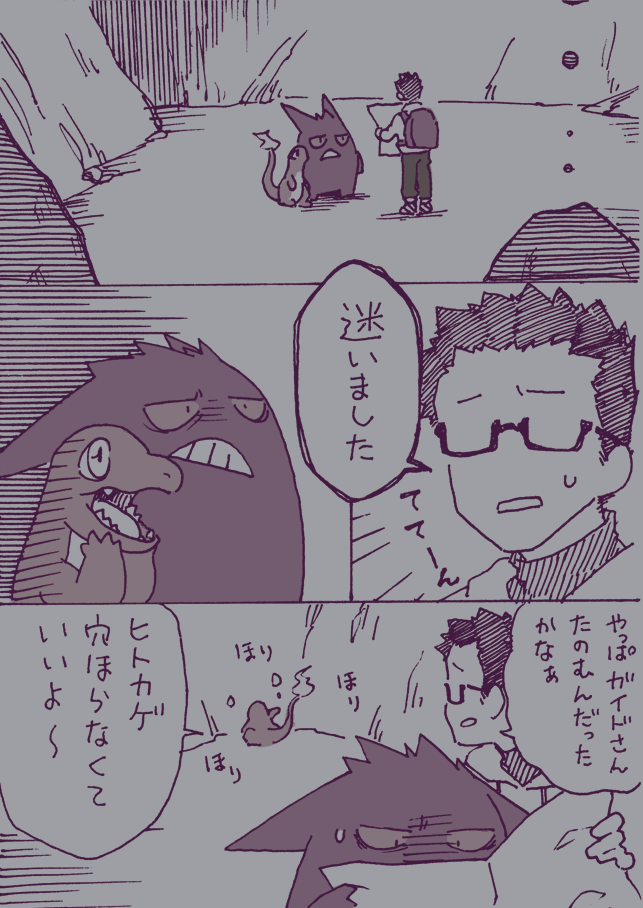 迷いました
ててーん
やっぱガイドさん
たのむんだった
かなぁ
ほり
ほり
ほり
ヒトカゲ
穴ほらなくて
いいよ〜